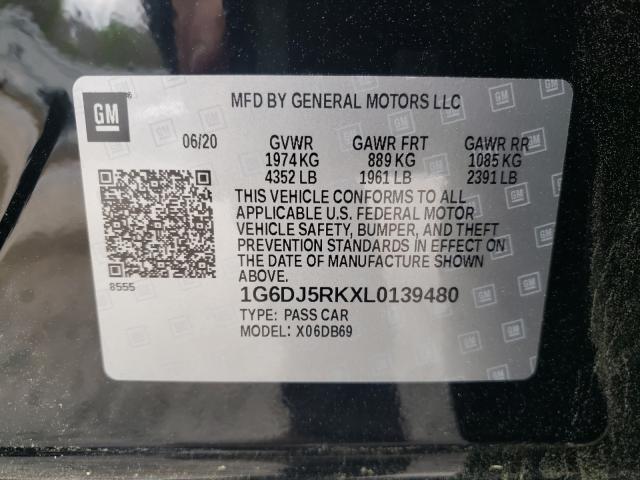 GM
MFD BY GENERAL MOTORS LLC
06/20 GVWR GAWR FRT GAWR RR
1974 KG 889 KG 1085 KG
4352 LB 1961 LB 2391 LB
THIS VEHICLE CONFORMS TO ALL
APPLICABLE U.S. FEDERAL MOTOR
VEHICLE SAFETY, BUMPER, AND THEFT
PREVENTION STANDARDS IN EFFECT ON
THE DATE OF MANUFACTURE SHOWN
ABOVE.
8555
1G6DJ5RKXL0139480
TYPE: PASS CAR
MODEL: X06DB69